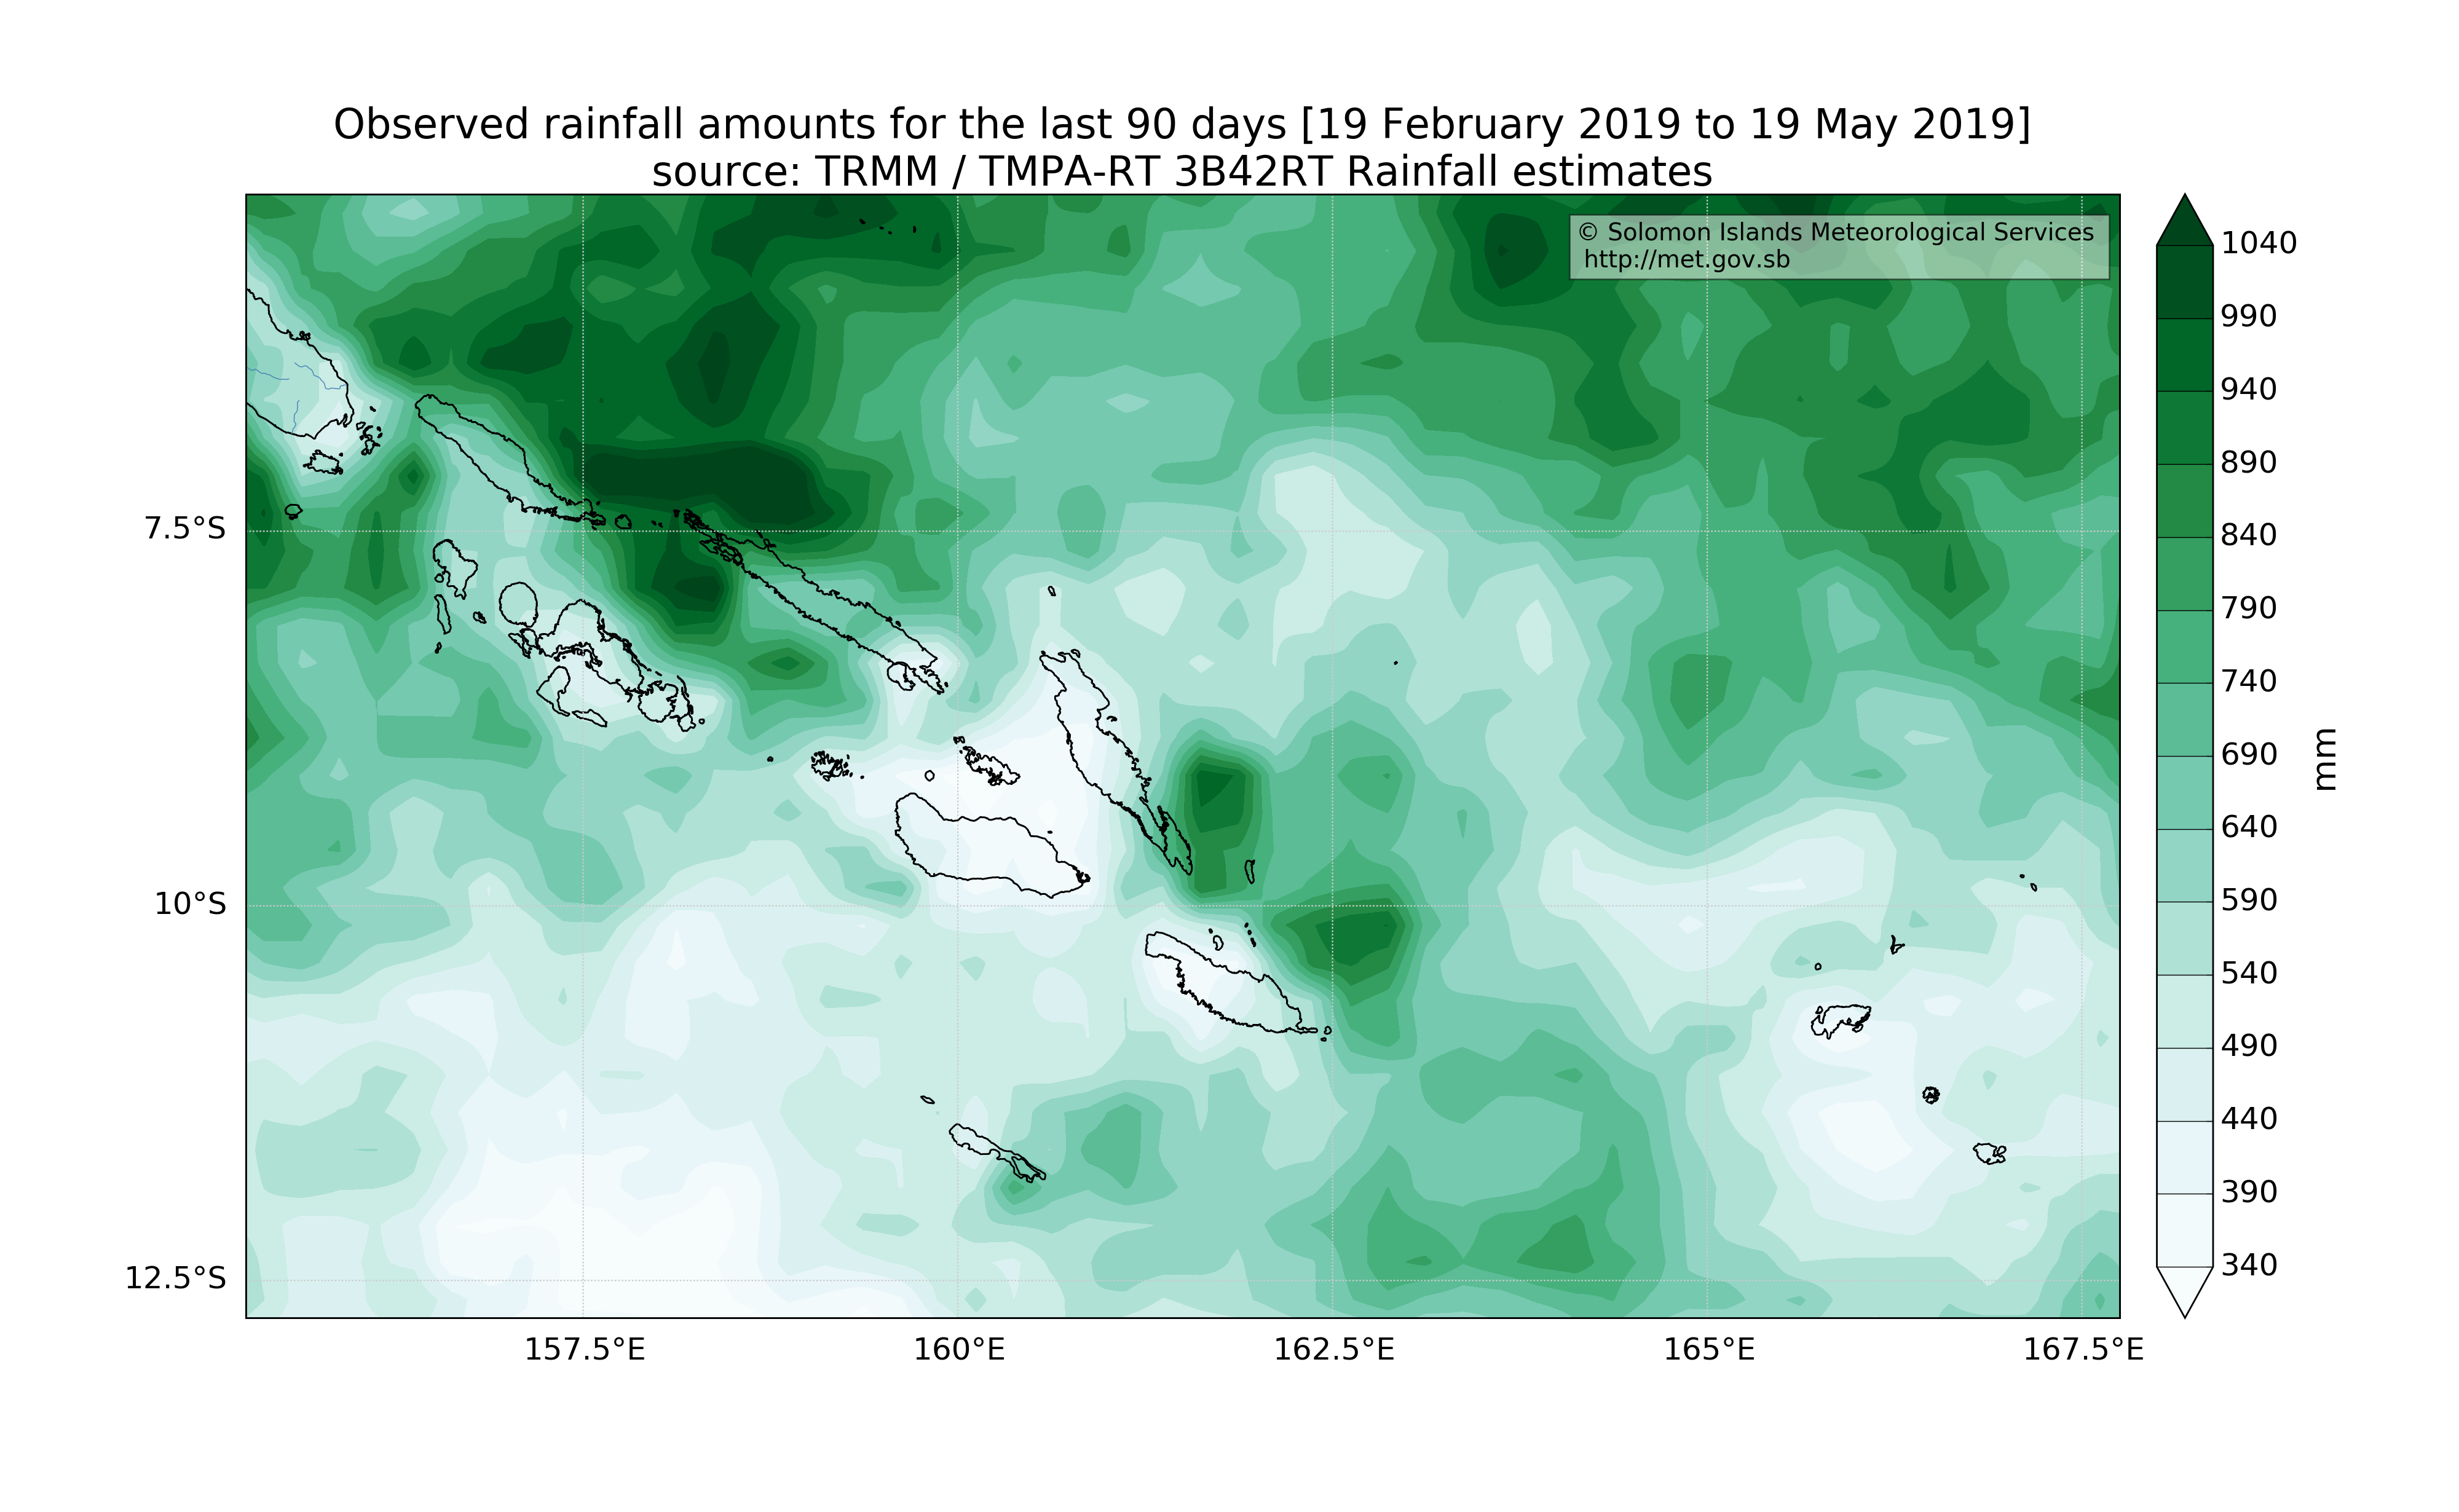 Observed rainfall amounts for the last 90 days [19 February 2019 to 19 May 2019]
source: TRMM / TMPA-RT 3B42RT Rainfall estimates
© Solomon Islands Meteorological Services
http://met.gov.sb
1040
990
940
890
840
790
740
690
640
590
540
490
440
390
340
mm
7.5°S
10°S
12.5°S
157.5°E
160°E
162.5°E
165°E
167.5°E